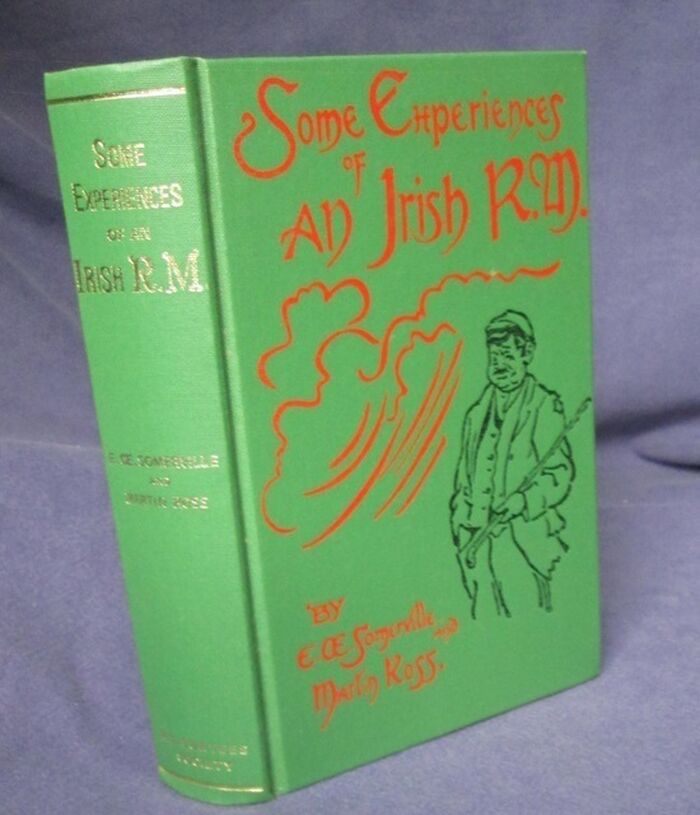 SOME
EXPERIENCES
OF AN
IRISH R.M.
E. Œ. SOMERVILLE
AND
MARTIN ROSS
SOCIETY
Some Experiences
OF
AN Irish R.M.
BY
E. Œ Somerville
AND
Martin Ross.